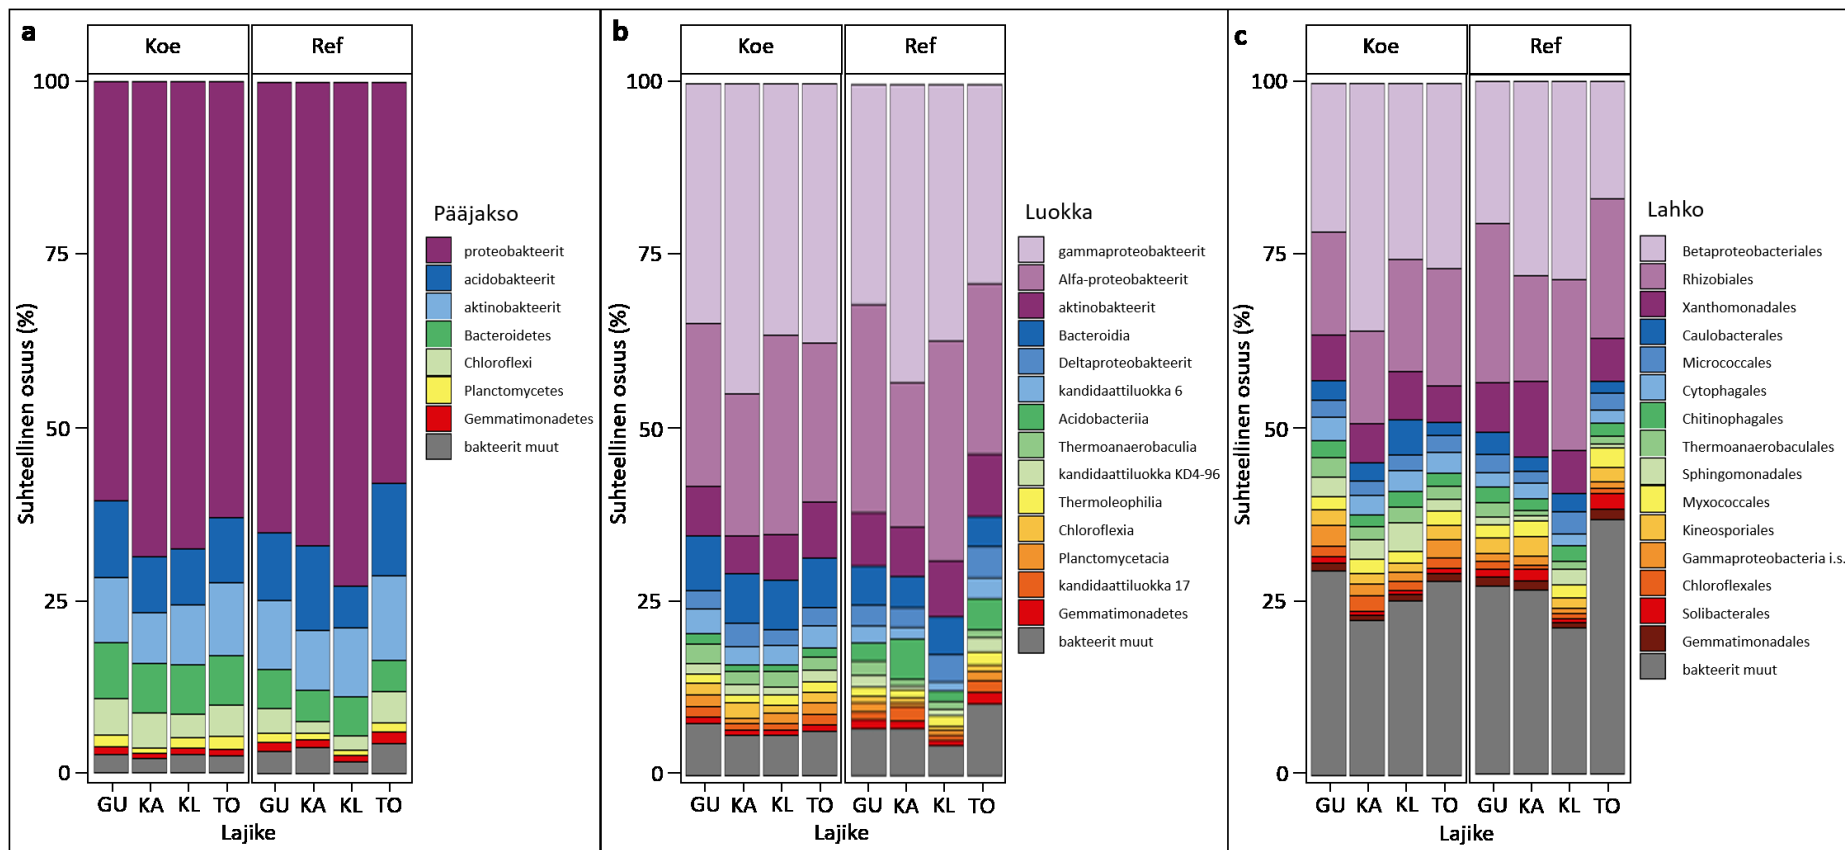 a
Koe
Ref
100
75
50
25
0
Suhteellinen osuus (%)
GU KA KL TO GU KA KL TO
Lajike
Pääjakso
proteobakteerit
acidobakteerit
aktinobakteerit
Bacteroidetes
Chloroflexi
Planctomycetes
Gemmatimonadetes
bakteerit muut
b
Koe
Ref
100
75
50
25
0
Suhteellinen osuus (%)
GU KA KL TO GU KA KL TO
Lajike
Luokka
gammaproteobakteerit
Alfa-proteobakteerit
aktinobakteerit
Bacteroidia
Deltaproteobakteerit
kandidaattiluokka 6
Acidobacteriia
Thermoanaerobaculia
kandidaattiluokka KD4-96
Thermoleophilia
Chloroflexia
Planctomycetacia
kandidaattiluokka 17
Gemmatimonadetes
bakteerit muut
c
Koe
Ref
100
75
50
25
0
Suhteellinen osuus (%)
GU KA KL TO GU KA KL TO
Lajike
Lahko
Betaproteobacteriales
Rhizobiales
Xanthomonadales
Caulobacterales
Micrococcales
Cytophagales
Chitinophagales
Thermoanaerobaculales
Sphingomonadales
Myxococcales
Kineosporiales
Gammaproteobacteria i.s.
Chloroflexales
Solibacterales
Gemmatimonadales
bakteerit muut